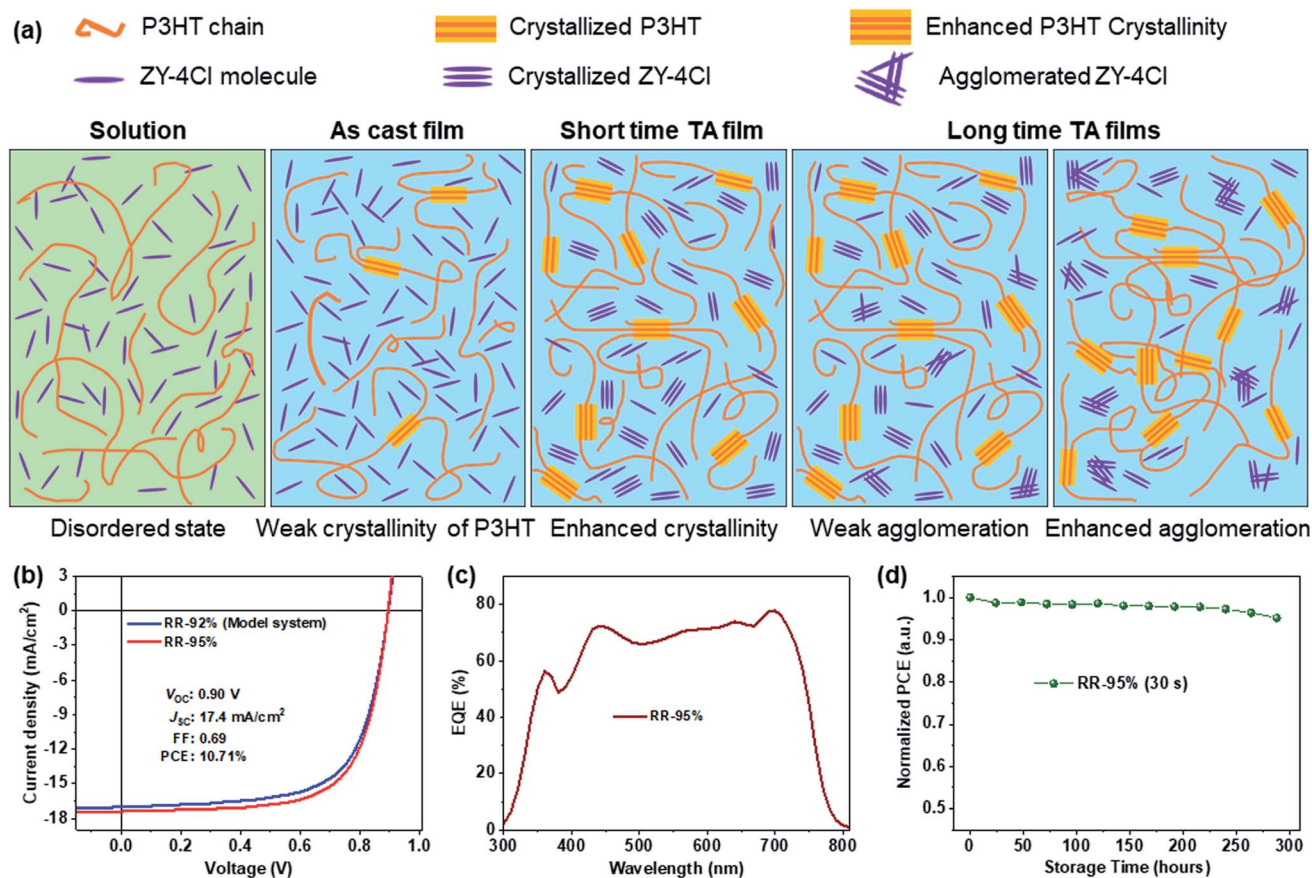 (a)
P3HT chain
Crystallized P3HT
Enhanced P3HT Crystallinity
ZY-4Cl molecule
Crystallized ZY-4Cl
Agglomerated ZY-4Cl
Solution
As cast film
Short time TA film
Long time TA films
Disordered state
Weak crystallinity of P3HT
Enhanced crystallinity
Weak agglomeration
Enhanced agglomeration
(b)
Current density (mA/cm²)
3
0
-3
-6
-9
-12
-15
-18
RR-92% (Model system)
RR-95%
VOC: 0.90 V
JSC: 17.4 mA/cm²
FF: 0.69
PCE: 10.71%
0.0 0.2 0.4 0.6 0.8 1.0
Voltage (V)
(c)
EQE (%)
80
60
40
20
0
RR-95%
300 400 500 600 700 800
Wavelength (nm)
(d)
Normalized PCE (a.u.)
1.0
0.9
0.8
0.7
0.6
0.5
RR-95% (30 s)
0 50 100 150 200 250 300
Storage Time (hours)